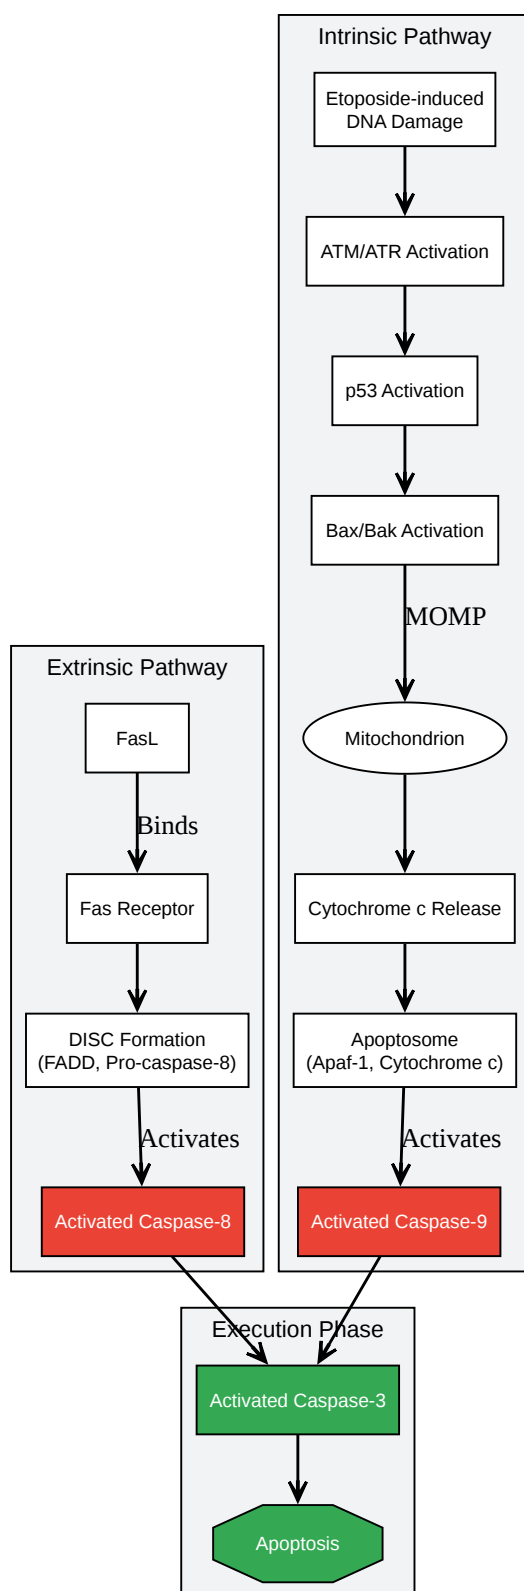 Intrinsic Pathway
Etoposide-induced
DNA Damage
ATM/ATR Activation
p53 Activation
Bax/Bak Activation
MOMP
Mitochondrion
Cytochrome c Release
Apoptosome
(Apaf-1, Cytochrome c)
Activates
Activated Caspase-9
Extrinsic Pathway
FasL
Binds
Fas Receptor
DISC Formation
(FADD, Pro-caspase-8)
Activates
Activated Caspase-8
Execution Phase
Activated Caspase-3
Apoptosis